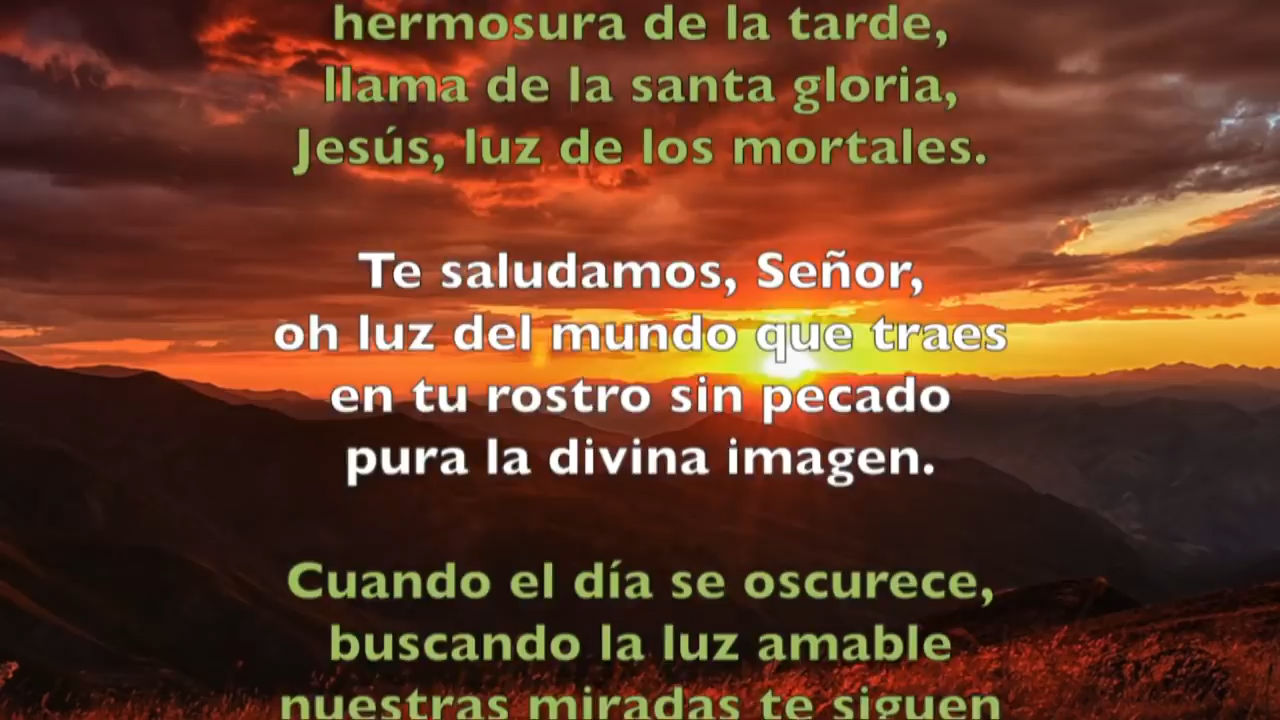 hermosura de la tarde,
llama de la santa gloria,
Jesús, luz de los mortales.
Te saludamos, Señor,
oh luz del mundo que traes
en tu rostro sin pecado
pura la divina imagen.
Cuando el día se oscurece,
buscando la luz amable
nuestras miradas te siguen